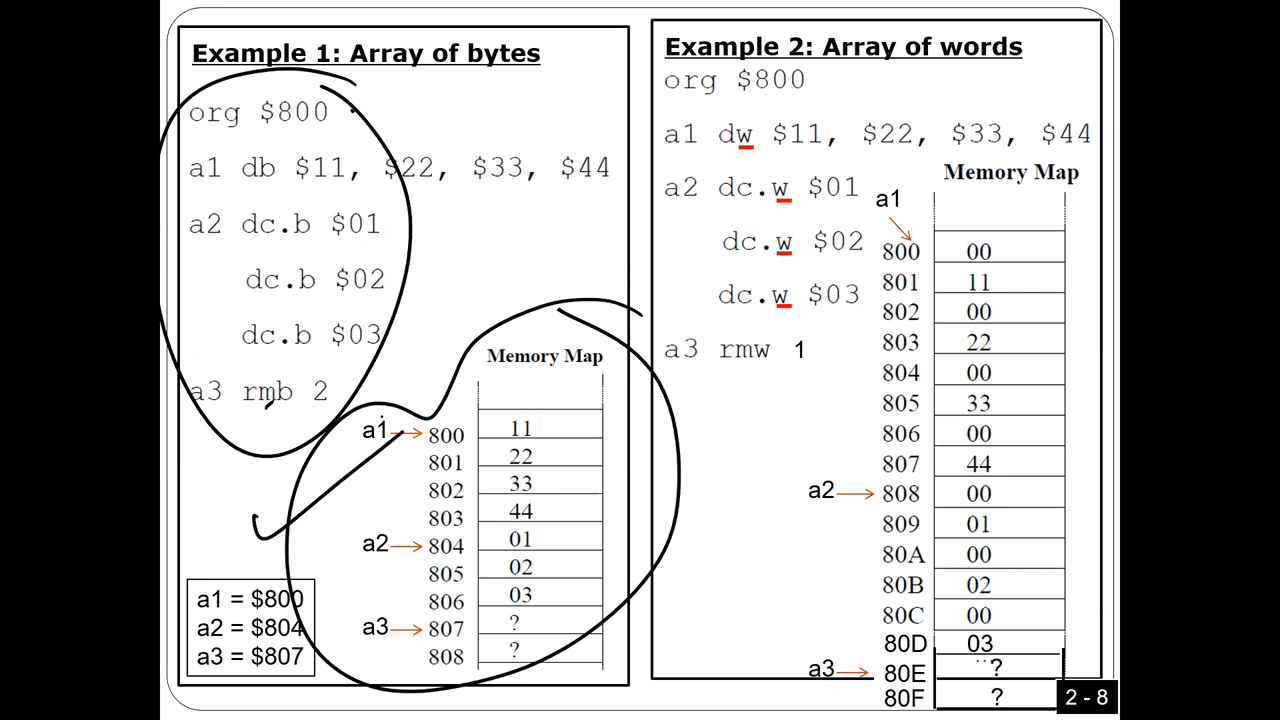 Example 1: Array of bytes
org $800
a1 db $11, $22, $33, $44
a2 dc.b $01
dc.b $02
dc.b $03
a3 rmb 2
Memory Map
a1 800 11
801 22
802 33
803 44
a2 804 01
805 02
806 03
a3 807 ?
808 ?
a1 = $800
a2 = $804
a3 = $807
Example 2: Array of words
org $800
a1 dw $11, $22, $33, $44
a2 dc.w $01
dc.w $02
dc.w $03
a3 rmw 1
Memory Map
a1
800 00
801 11
802 00
803 22
804 00
805 33
806 00
807 44
a2 808 00
809 01
80A 00
80B 02
80C 00
80D 03
a3 80E ?
80F ?
2 - 8